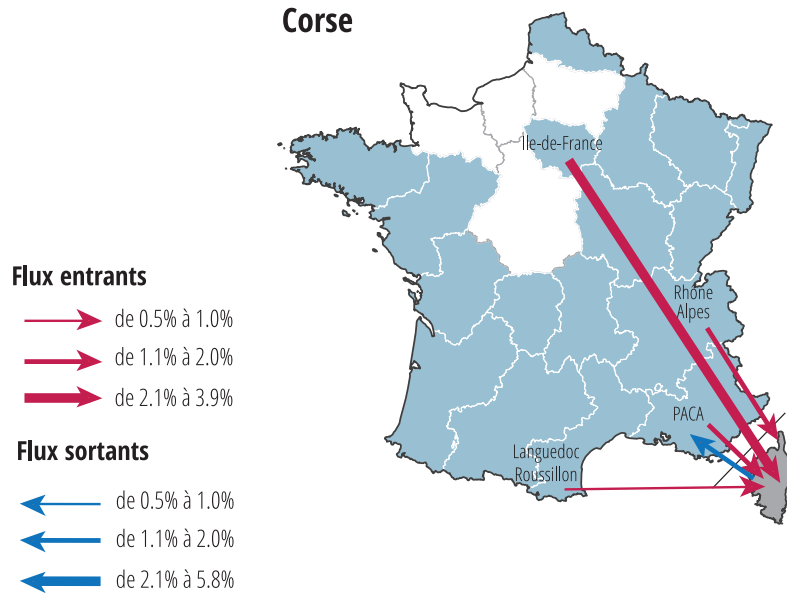 Corse
Île-de-France
Rhône
Alpes
PACA
Languedoc
Roussillon
Flux entrants
de 0.5% à 1.0%
de 1.1% à 2.0%
de 2.1% à 3.9%
Flux sortants
de 0.5% à 1.0%
de 1.1% à 2.0%
de 2.1% à 5.8%